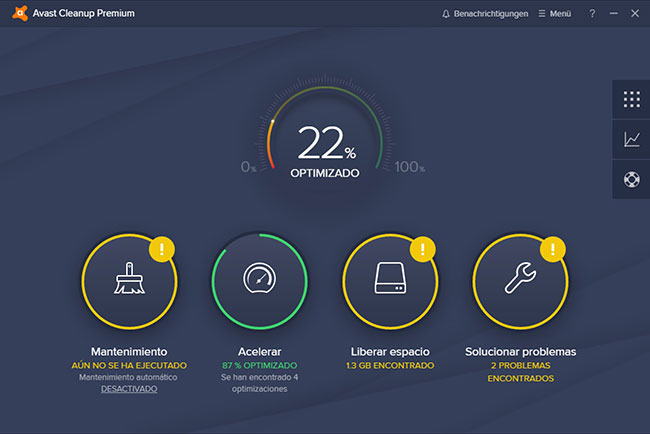 Avast Cleanup Premium
Benachrichtigungen
Menü
?
22%
0%
100%
OPTIMIZADO
!
!
!
Mantenimiento
AÚN NO SE HA EJECUTADO
Mantenimiento automático
DESACTIVADO
Acelerar
87 % OPTIMIZADO
Se han encontrado 4
optimizaciones
Liberar espacio
1.3 GB ENCONTRADO
Solucionar problemas
2 PROBLEMAS
ENCONTRADOS